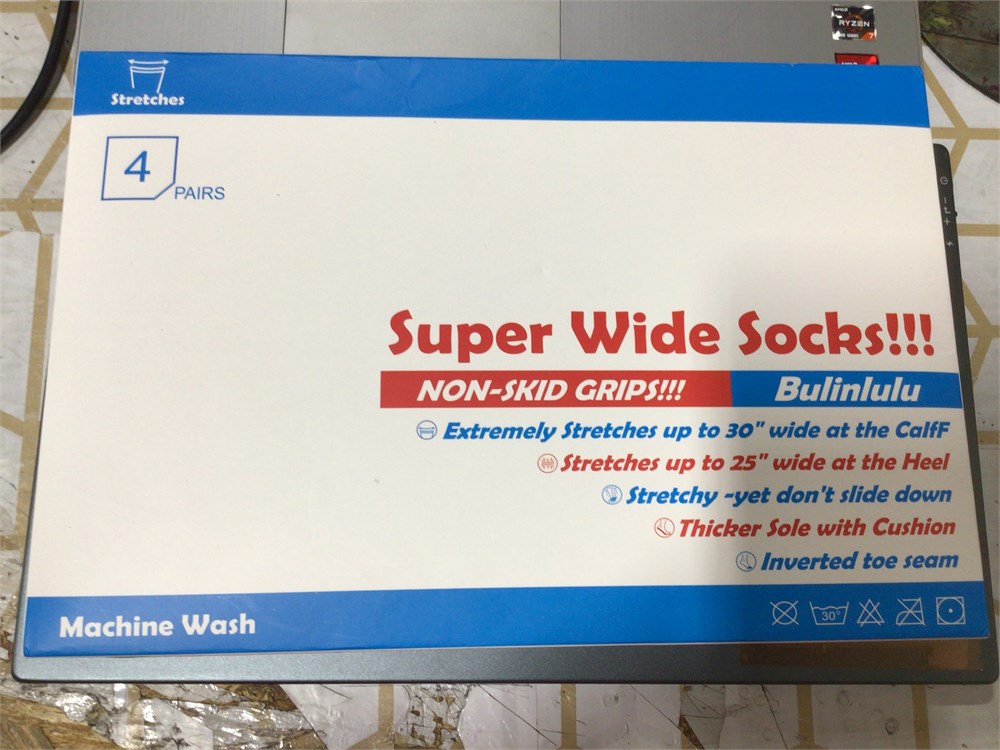 AMD
RYZEN
7
Stretches
4
PAIRS
Super Wide Socks!!!
NON-SKID GRIPS!!! Bulinlulu
Extremely Stretches up to 30" wide at the CalfF
Stretches up to 25" wide at the Heel
Stretchy -yet don't slide down
Thicker Sole with Cushion
Inverted toe seam
Machine Wash
30°